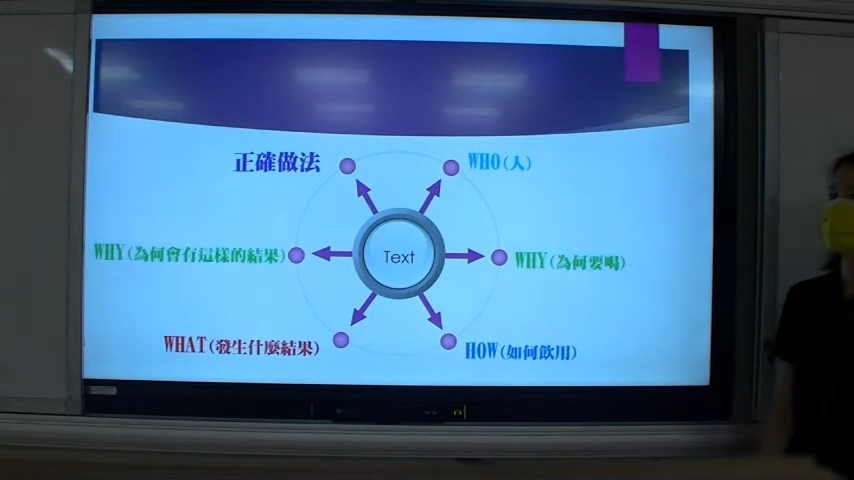 正確做法
WHO(人)
WHY(為何會有這樣的結果)
Text
WHY(為何要喝)
WHAT(發生什麼結果)
HOW(如何飲用)